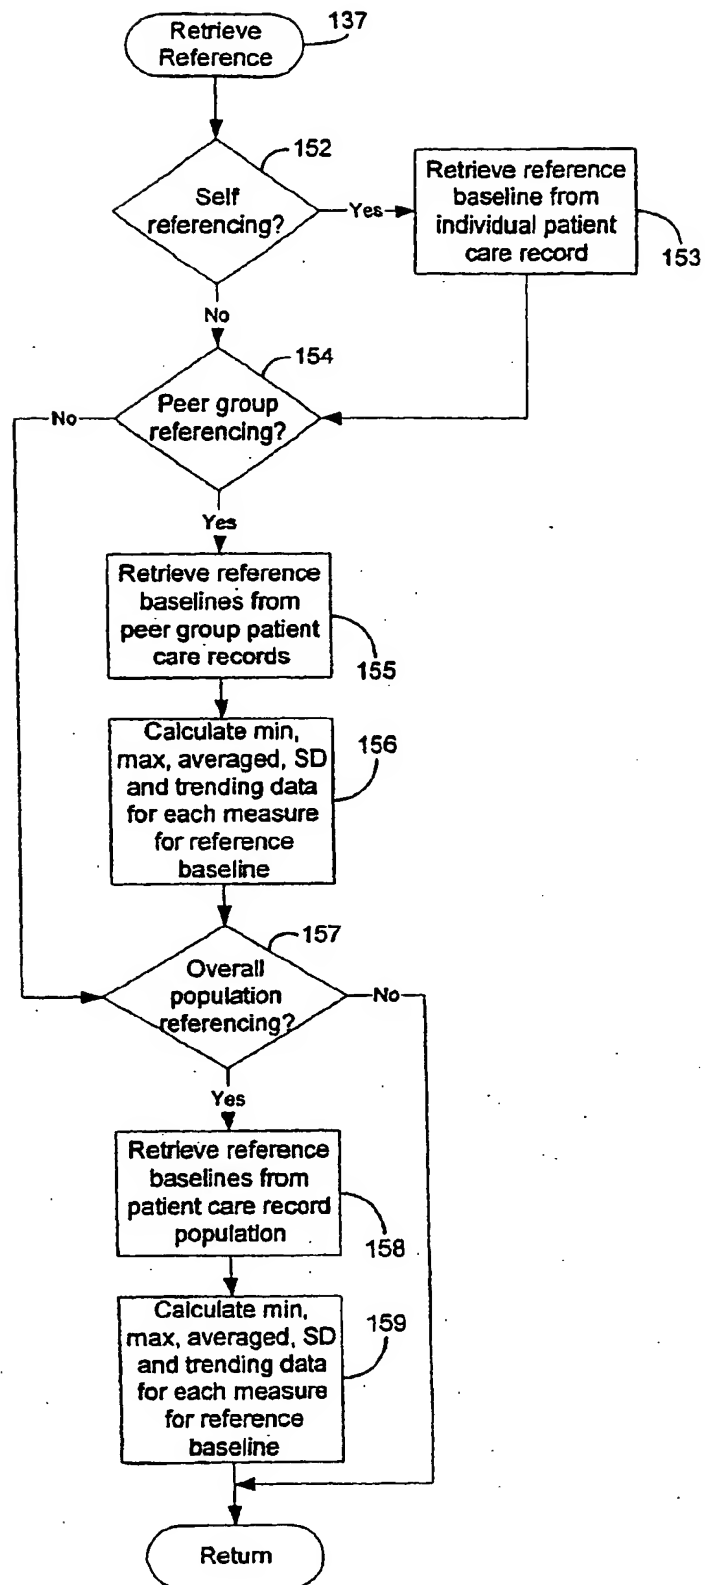 Retrieve
Reference
137
152
Self
referencing?
Yes
Retrieve reference
baseline from
individual patient
care record
153
No
154
Peer group
referencing?
No
Yes
Retrieve reference
baselines from
peer group patient
care records
155
Calculate min,
max, averaged, SD
and trending data
for each measure
for reference
baseline
156
157
Overall
population
referencing?
No
Yes
Retrieve reference
baselines from
patient care record
population
158
Calculate min,
max, averaged, SD
and trending data
for each measure
for reference
baseline
159
Return